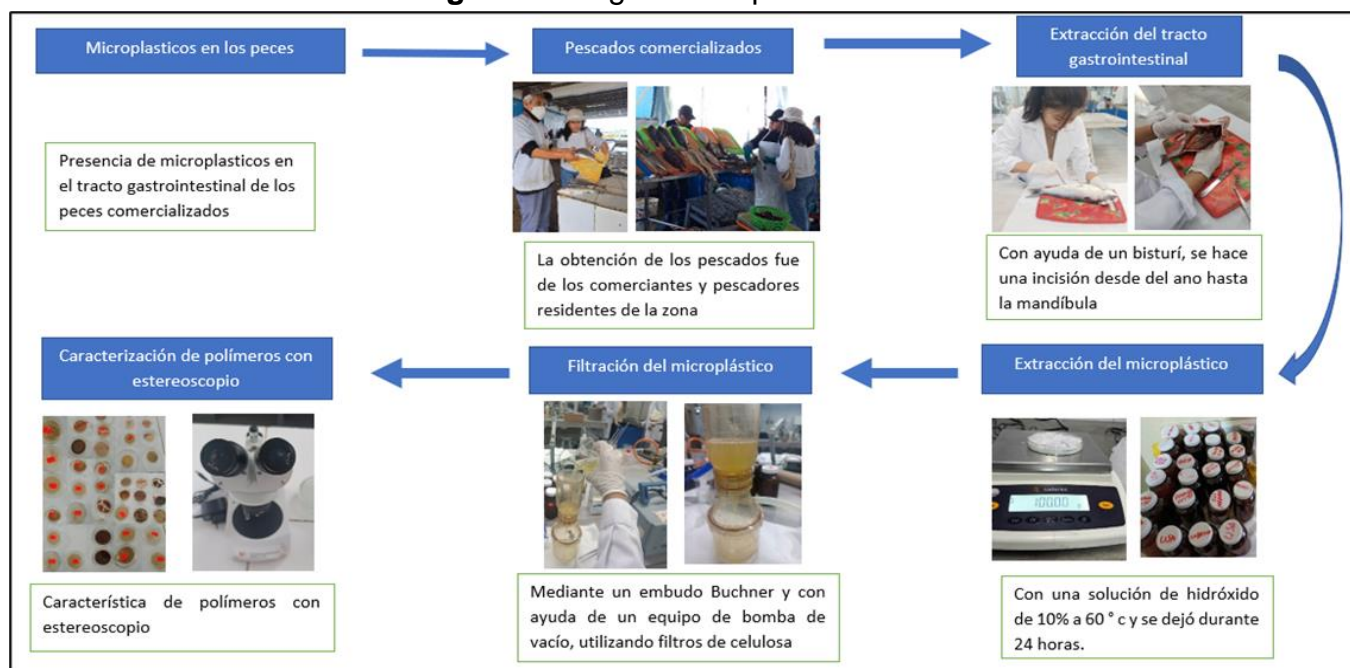 Microplasticos en los peces
Pescados comercializados
Extracción del tracto
gastrointestinal
Presencia de microplasticos en
el tracto gastrointestinal de los
peces comercializados
La obtención de los pescados fue
de los comerciantes y pescadores
residentes de la zona
Con ayuda de un bisturí, se hace
una incisión desde del ano hasta
la mandíbula
Extracción del microplástico
100.00
Con una solución de hidróxido
de 10% a 60 ° c y se dejó durante
24 horas.
Filtración del microplástico
Mediante un embudo Buchner y con
ayuda de un equipo de bomba de
vacío, utilizando filtros de celulosa
Caracterización de polímeros con
estereoscopio
Característica de polímeros con
estereoscopio